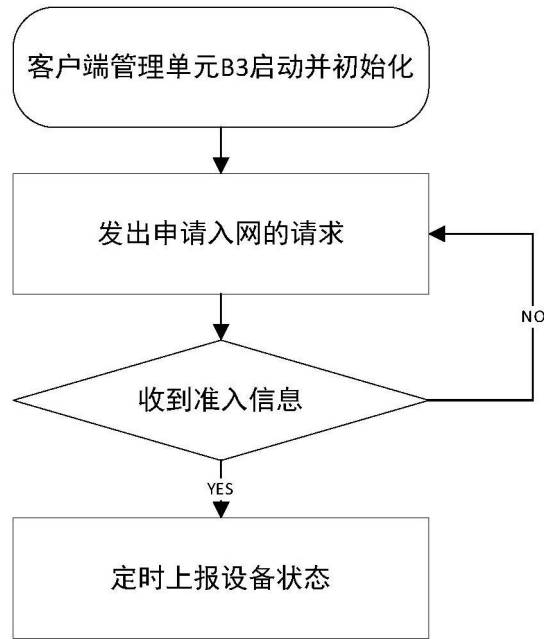 客户端管理单元B3启动并初始化
发出申请入网的请求
NO
收到准入信息
YES
定时上报设备状态